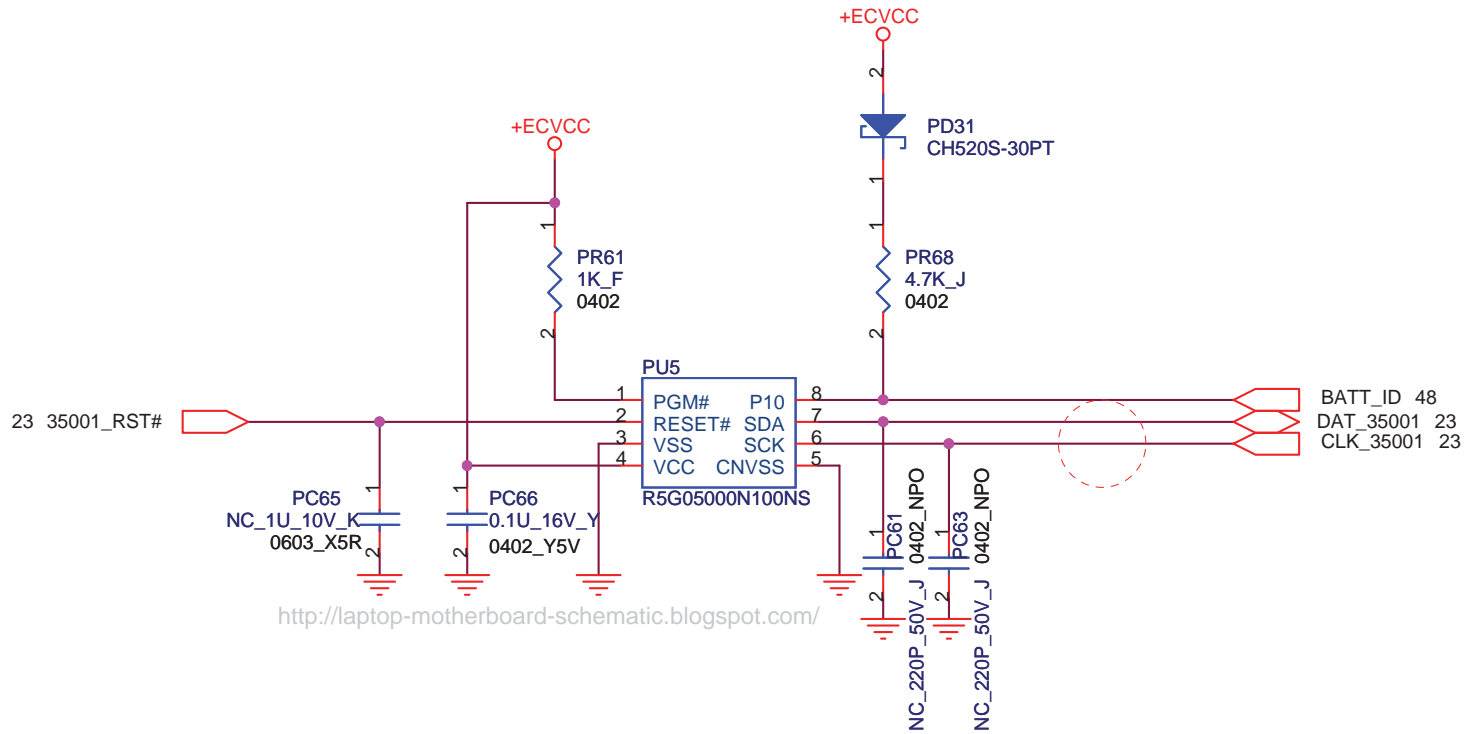 +ECVCC
2
PD31
CH520S-30PT
1
+ECVCC
1
PR61
1K_F
0402
2
1
PR68
4.7K_J
0402
2
PU5
1 PGM# P10 8
2 RESET# SDA 7
3 VSS SCK 6
4 VCC CNVSS 5
R5G05000N100NS
23 35001_RST#
BATT_ID 48
DAT_35001 23
CLK_35001 23
1
PC65
NC_1U_10V_K
0603_X5R
2
1
PC66
0.1U_16V_Y
0402_Y5V
2
1
PC61
0402_NPO
2
NC_220P_50V_J
1
PC63
0402_NPO
2
NC_220P_50V_J
http://laptop-motherboard-schematic.blogspot.com/